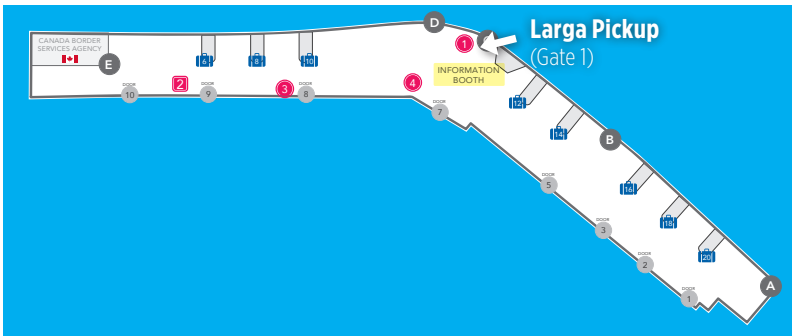 CANADA BORDER
SERVICES AGENCY
E
6
8
10
D
1
Larga Pickup
(Gate 1)
INFORMATION
BOOTH
2
3
4
DOOR
10
DOOR
9
DOOR
8
DOOR
7
12
14
B
16
18
20
DOOR
5
DOOR
3
DOOR
2
DOOR
1
A